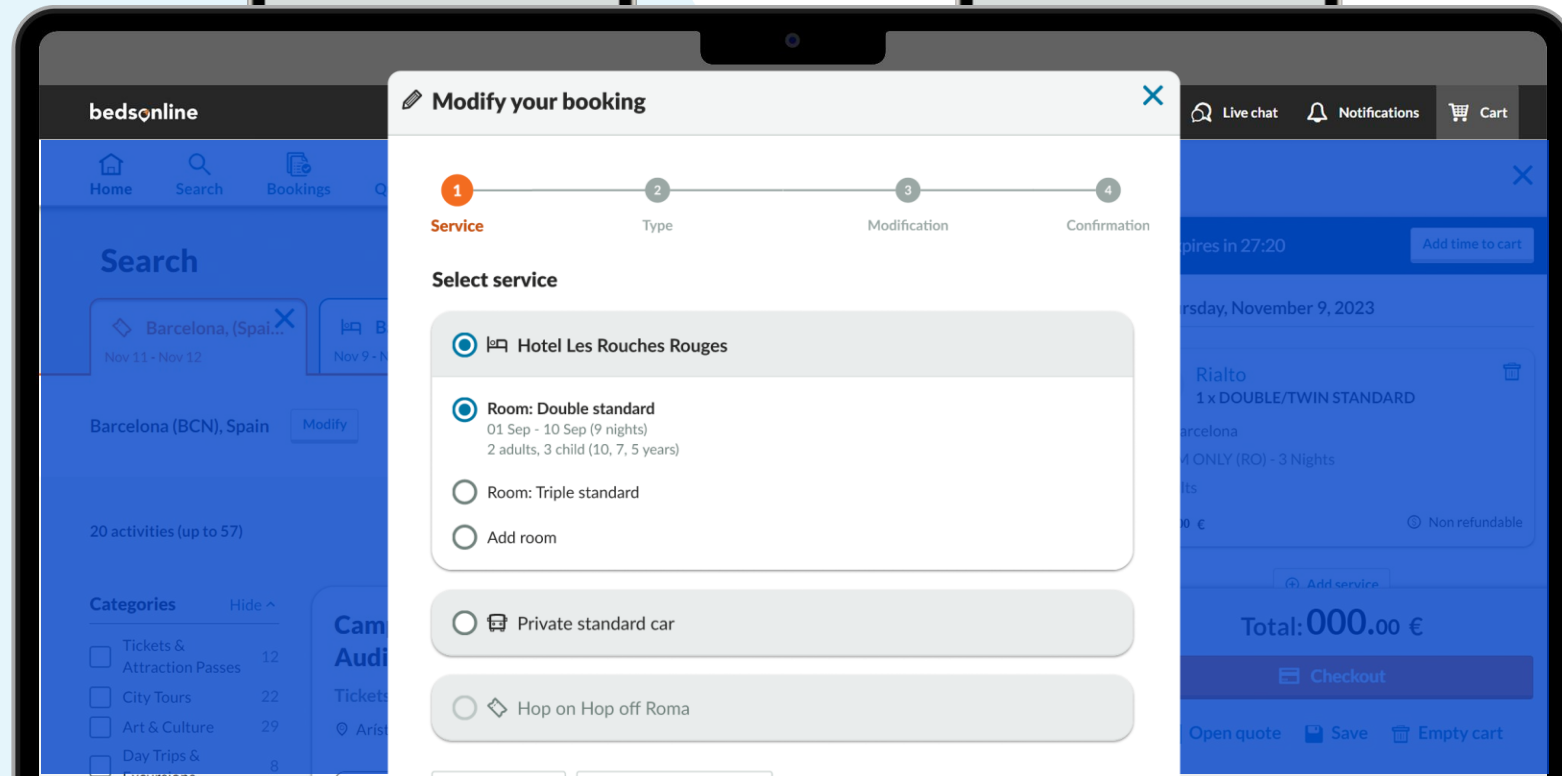 bedsonline
Live chat
Notifications
Cart
Home
Search
Bookings
Search
Barcelona, (Spai...
Nov 11 - Nov 12
Nov 9 -
Barcelona (BCN), Spain
Modify
20 activities (up to 57)
Categories
Hide
Tickets &
Attraction Passes
12
City Tours
22
Art & Culture
29
Day Trips &
8
Modify your booking
1
2
3
4
Service
Type
Modification
Confirmation
Select service
Hotel Les Rouches Rouges
Room: Double standard
01 Sep - 10 Sep (9 nights)
2 adults, 3 child (10, 7, 5 years)
Room: Triple standard
Add room
Private standard car
Hop on Hop off Roma
pires in 27:20
Add time to cart
rsday, November 9, 2023
Rialto
1 x DOUBLE/TWIN STANDARD
arcelona
M ONLY (RO) - 3 Nights
lts
€
Non refundable
Add service
Total: 000.00 €
Checkout
Open quote
Save
Empty cart